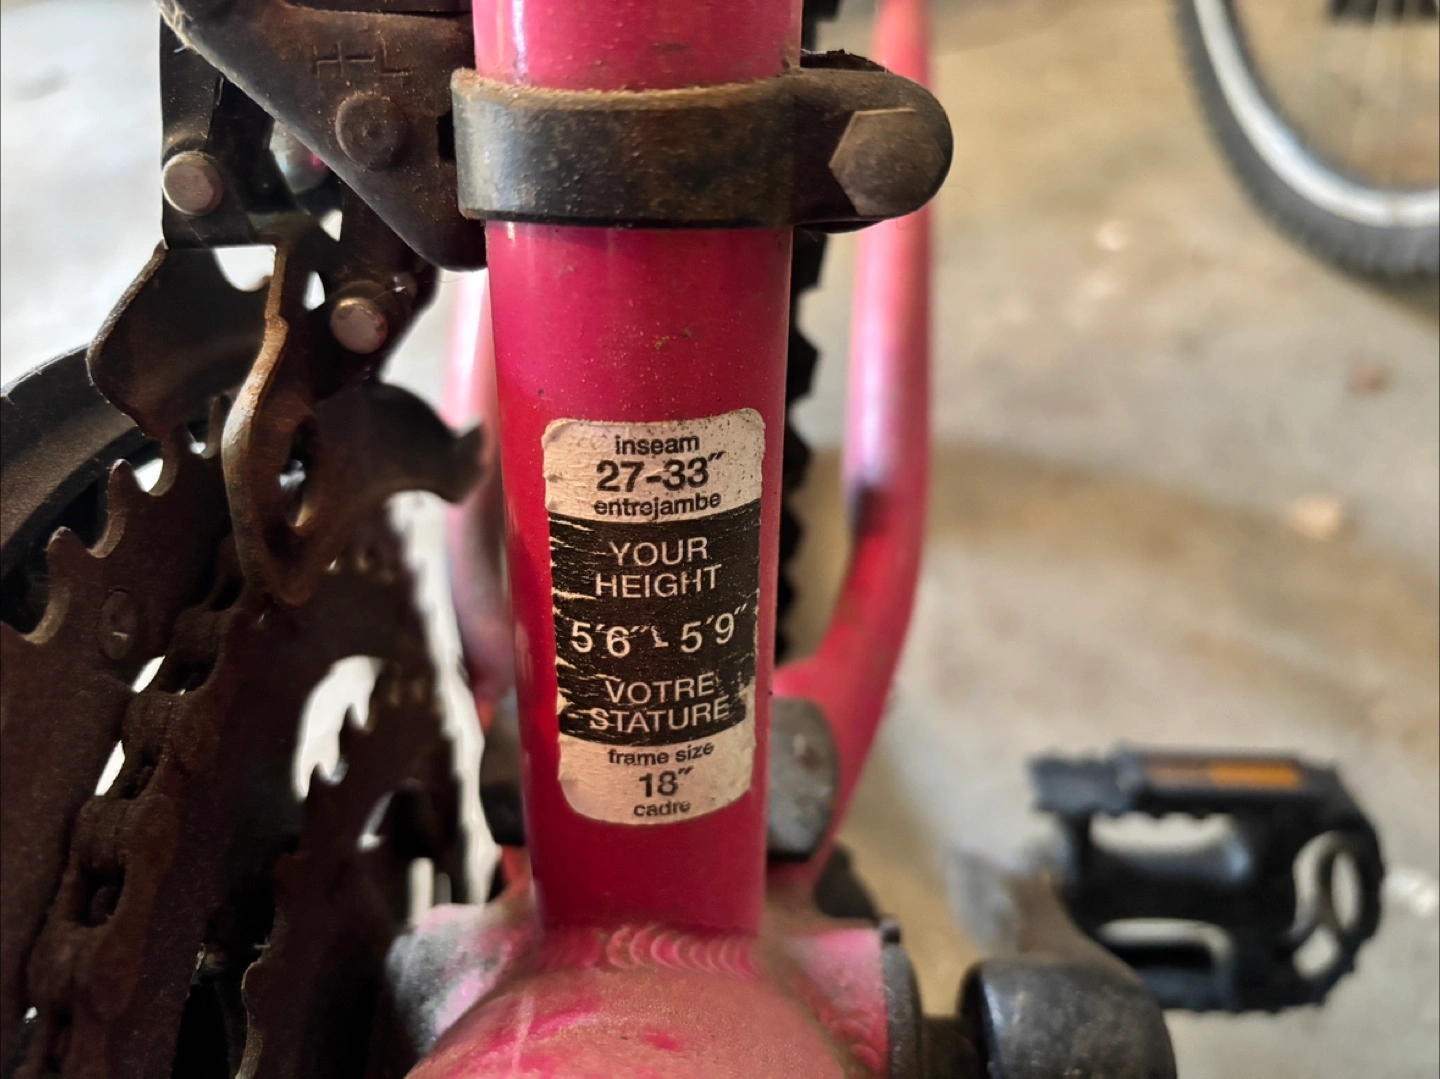 H-L
inseam
27-33"
entrejambe
YOUR
HEIGHT
5'6" - 5'9"
VOTRE
STATURE
frame size
18"
cadre